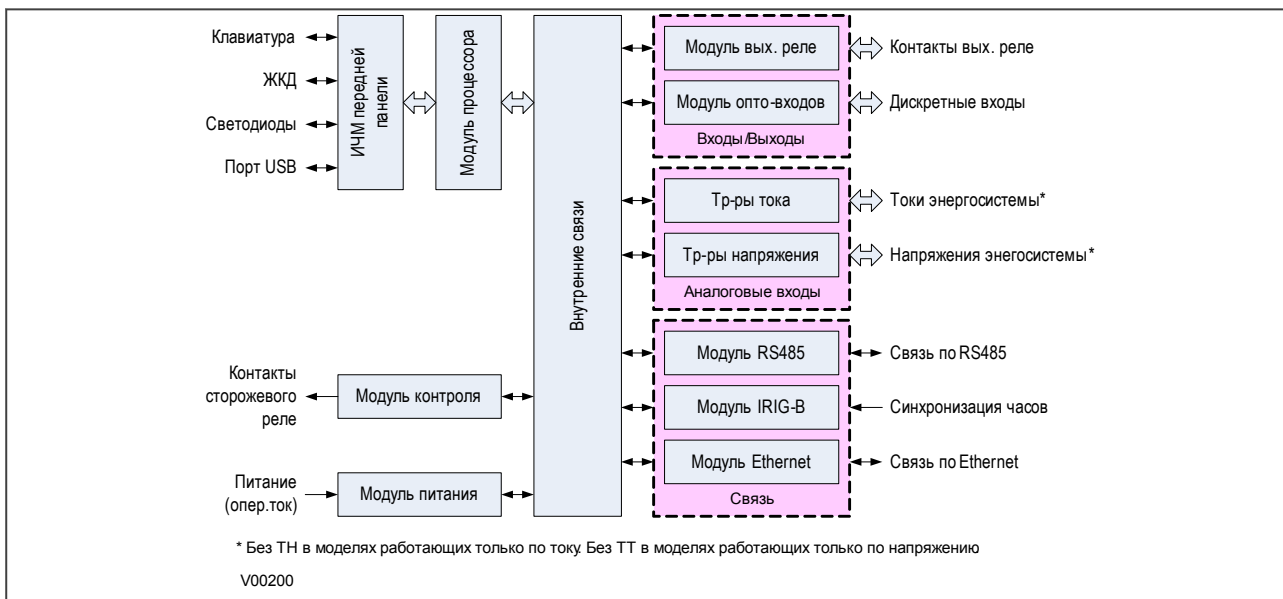 Клавиатура
ЖКД
Светодиоды
Порт USB
ИЧМ передней
панели
Модуль процессора
Внутренние связи
Модуль вых. реле
Контакты вых. реле
Модуль опто-входов
Дискретные входы
Входы/Выходы
Тр-ры тока
Токи энергосистемы*
Тр-ры напряжения
Напряжения энегосистемы*
Аналоговые входы
Модуль RS485
Связь по RS485
Модуль IRIG-B
Синхронизация часов
Модуль Ethernet
Связь по Ethernet
Связь
Контакты
сторожевого
реле
Модуль контроля
Питание
(опер.ток)
Модуль питания
* Без ТН в моделях работающих только по току. Без ТТ в моделях работающих только по напряжению
V00200